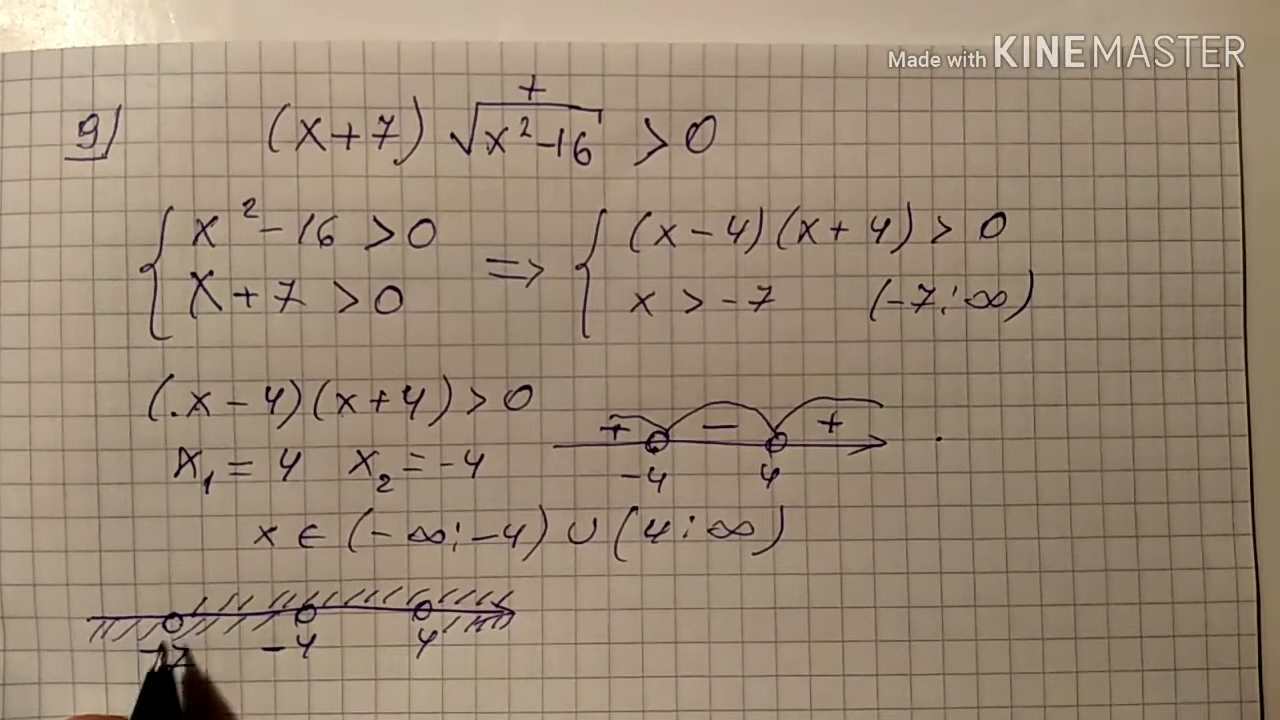 Made with KINEMASTER
9) (x+7) √(x²-16) > 0
+
{ x²-16 > 0 => { (x-4)(x+4) > 0
x+7 > 0 x > -7 (-7; ∞)
(.x-4)(x+4) > 0
+ - +
-4 4
x₁ = 4 x₂ = -4
x ∈ (-∞; -4) ∪ (4; ∞)
-7 -4 4